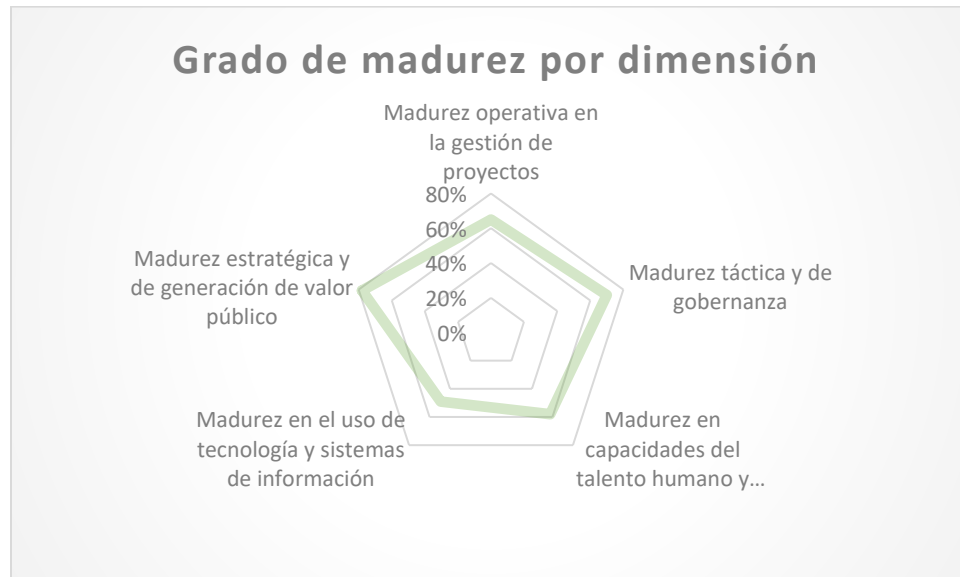 Grado de madurez por dimensión
Madurez operativa en
la gestión de
proyectos
80%
60%
40%
20%
0%
Madurez táctica y de
gobernanza
Madurez en
capacidades del
talento humano y...
Madurez en el uso de
tecnología y sistemas
de información
Madurez estratégica y
de generación de valor
público